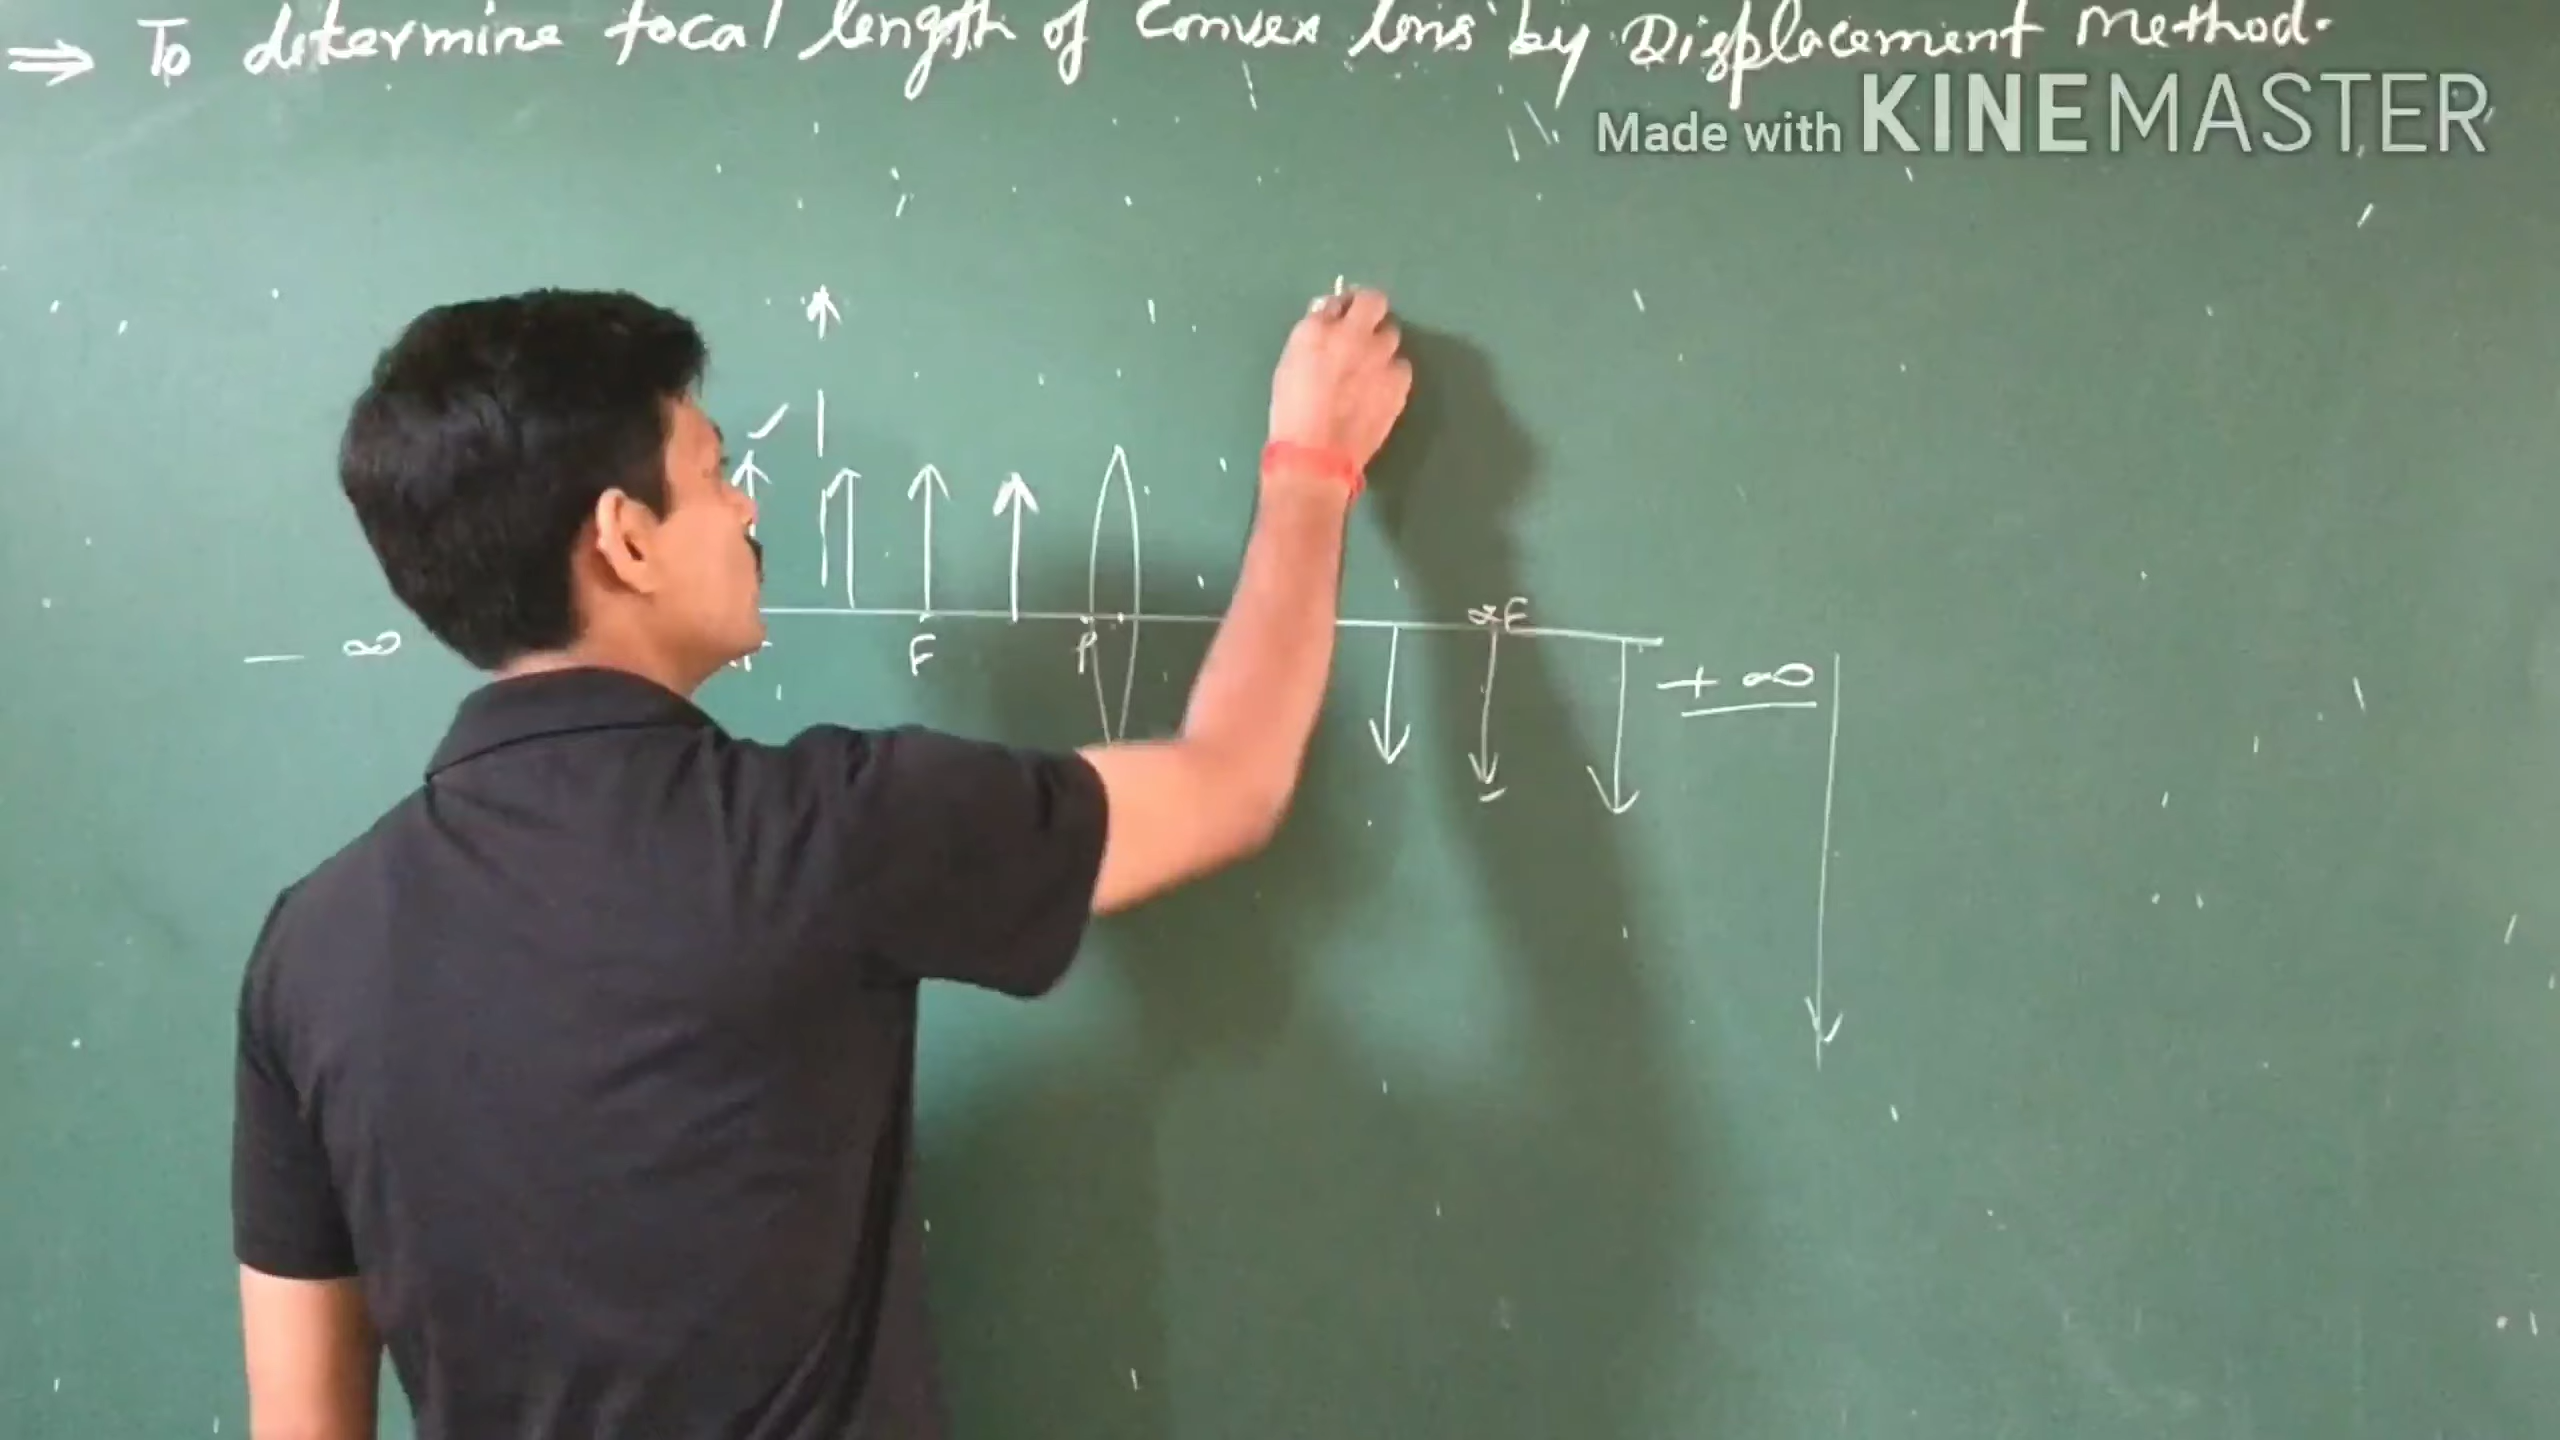 ⇒ To determine focal length of Convex lens by Displacement Method.
Made with KINEMASTER
2F
- ∞ F P + ∞